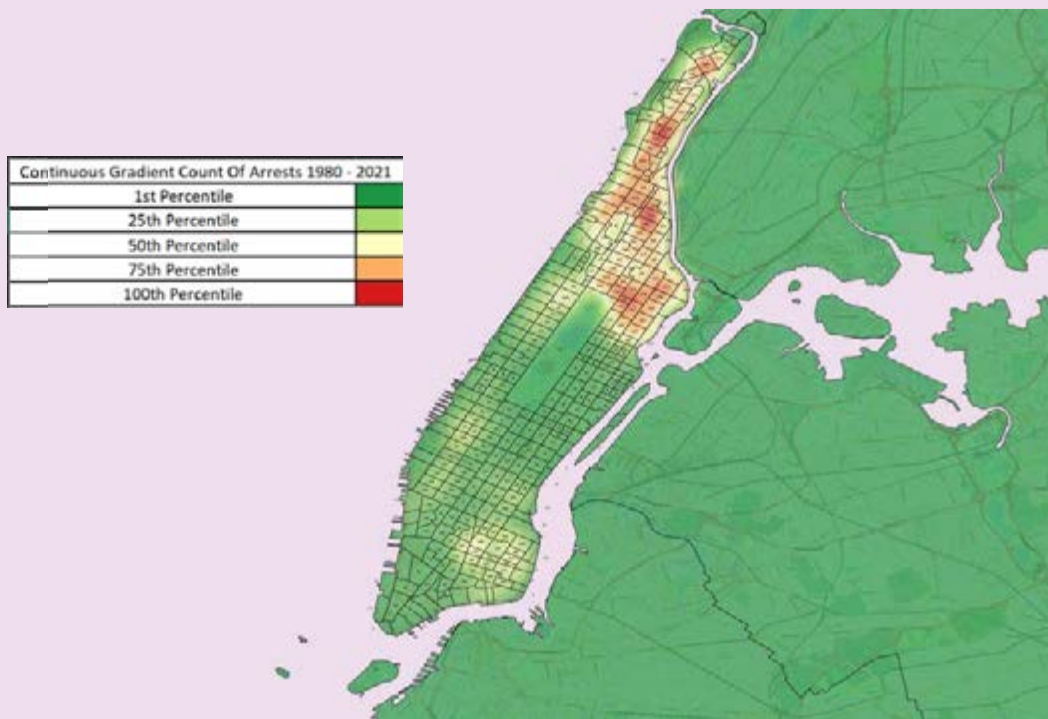 Continuous Gradient Count Of Arrests 1980 - 2021
1st Percentile
25th Percentile
50th Percentile
75th Percentile
100th Percentile